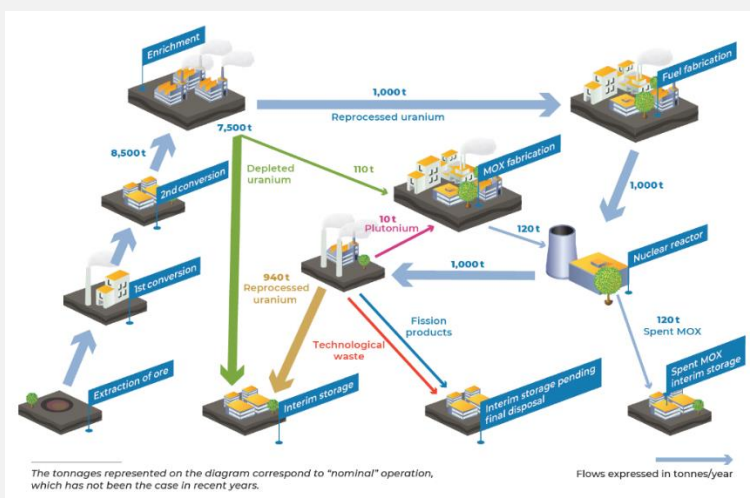 Enrichment
1,000 t
Reprocessed uranium
Fuel fabrication
8,500 t
7,500 t
Depleted
uranium
110 t
MOX fabrication
2nd conversion
1,000 t
10 t
Plutonium
120 t
Nuclear reactor
1st conversion
940 t
Reprocessed
uranium
1,000 t
Fission
products
Technological
waste
120 t
Spent MOX
Extraction of ore
Interim storage
Interim storage pending
final disposal
Spent MOX
interim storage
The tonnages represented on the diagram correspond to “nominal” operation,
which has not been the case in recent years.
Flows expressed in tonnes/year